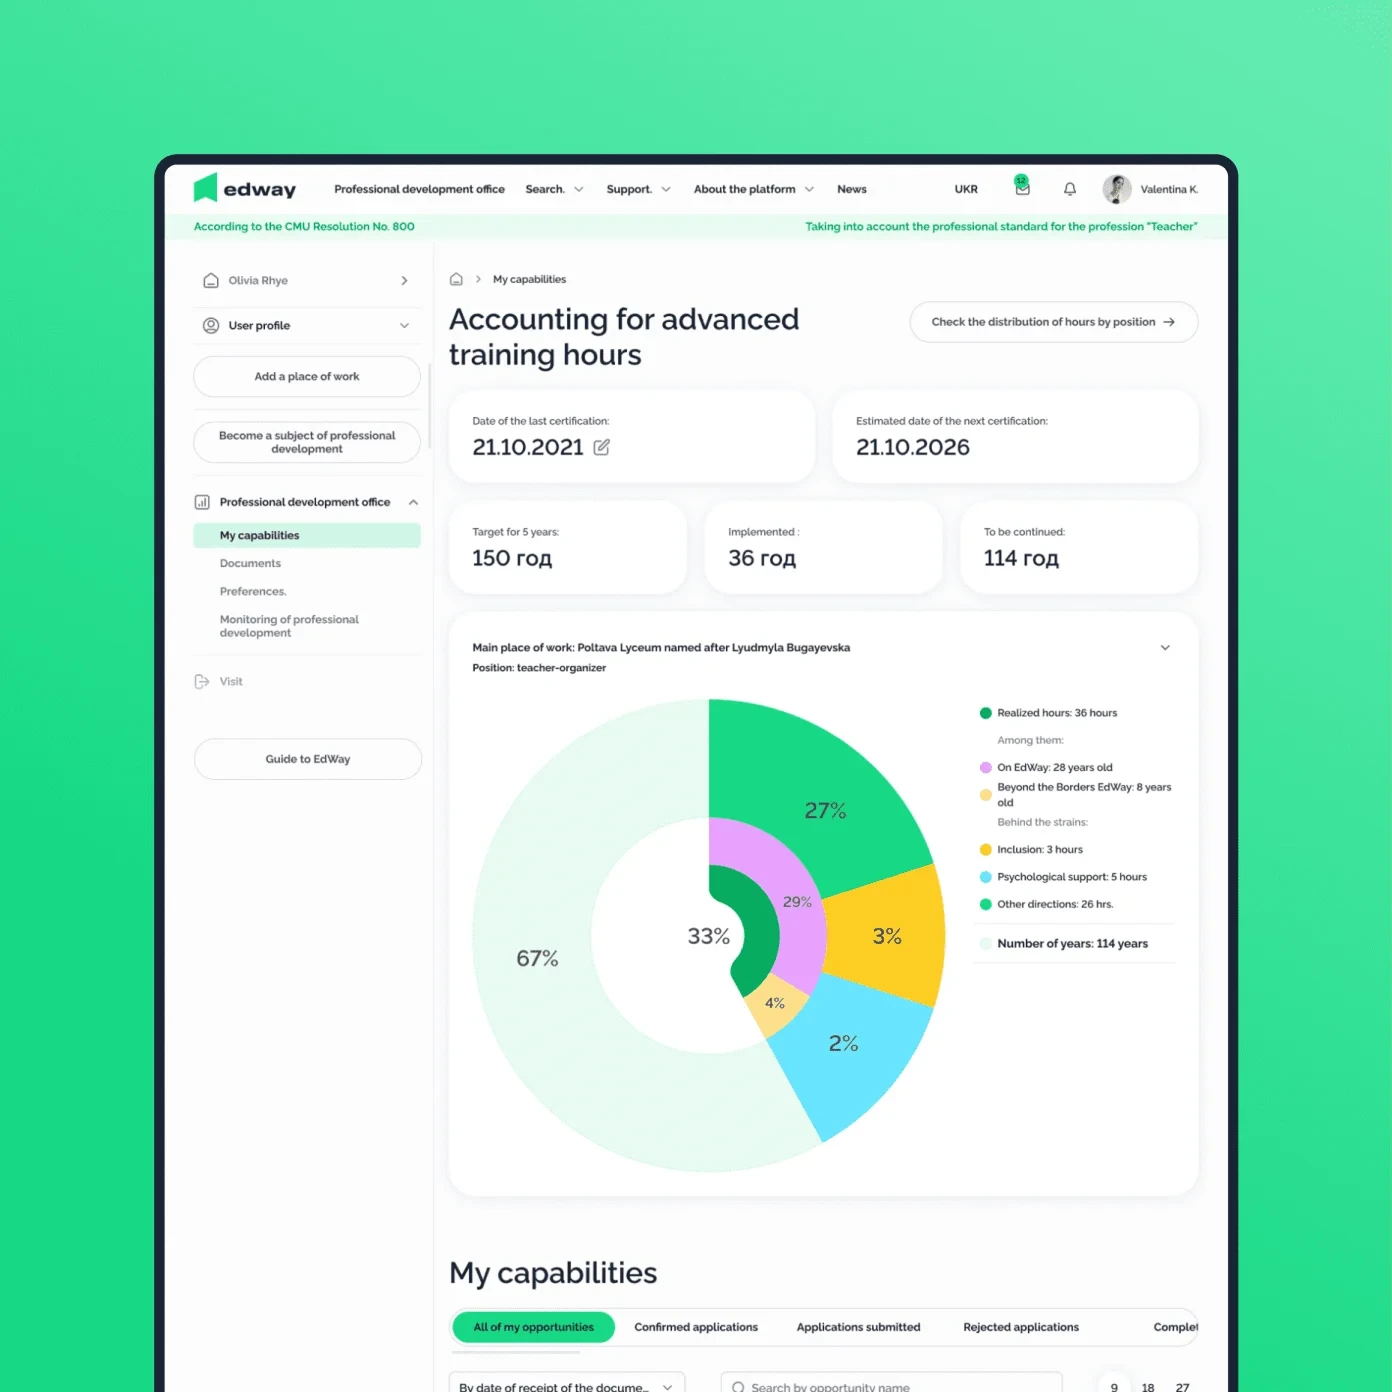 edway
Professional development office
Search.
Support.
About the platform
News
UKR
12
Valentina K.
According to the CMU Resolution No. 800
Taking into account the professional standard for the profession "Teacher"
Olivia Rhye
User profile
Add a place of work
Become a subject of professional
development
Professional development office
My capabilities
Documents
Preferences.
Monitoring of professional
development
Visit
Guide to EdWay
My capabilities
Accounting for advanced
training hours
Check the distribution of hours by position
Date of the last certification:
21.10.2021
Estimated date of the next certification:
21.10.2026
Target for 5 years:
150 год
Implemented :
36 год
To be continued:
114 год
Main place of work: Poltava Lyceum named after Lyudmyla Bugayevska
Position: teacher-organizer
27%
29%
33%
3%
67%
4%
2%
Realized hours: 36 hours
Among them:
On EdWay: 28 years old
Beyond the Borders EdWay: 8 years
old
Behind the strains:
Inclusion: 3 hours
Psychological support: 5 hours
Other directions: 26 hrs.
Number of years: 114 years
My capabilities
All of my opportunities
Confirmed applications
Applications submitted
Rejected applications
Complet
By date of receipt of the docume...
Search by opportunity name
9
18
27